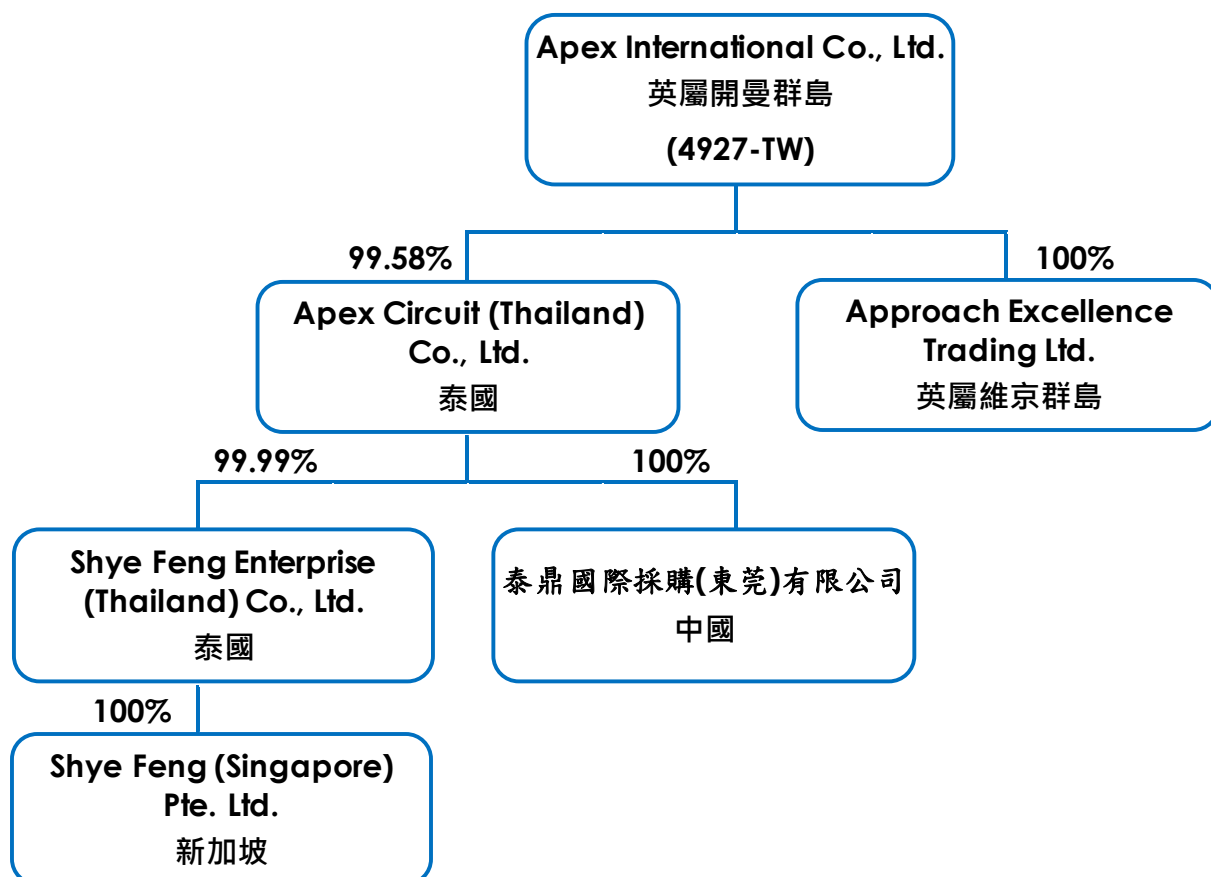 Apex International Co., Ltd.
英屬開曼群島
(4927-TW)
99.58%
100%
Apex Circuit (Thailand)
Co., Ltd.
泰國
Approach Excellence
Trading Ltd.
英屬維京群島
99.99%
100%
Shye Feng Enterprise
(Thailand) Co., Ltd.
泰國
泰鼎國際採購(東莞)有限公司
中國
100%
Shye Feng (Singapore)
Pte. Ltd.
新加坡